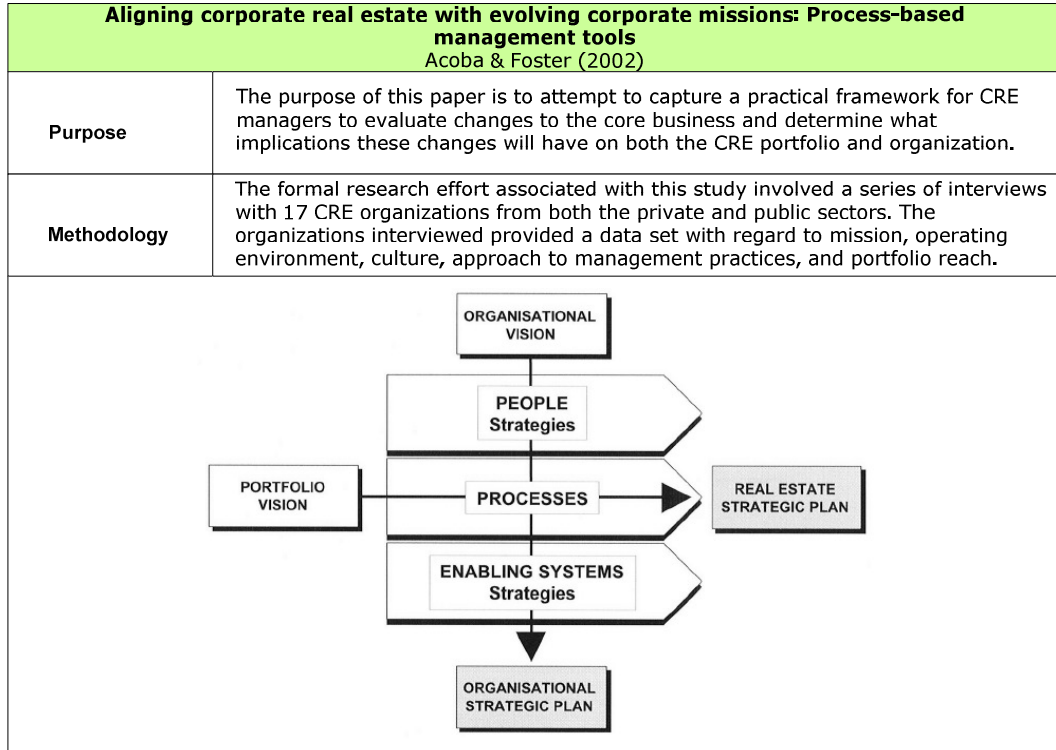 Aligning corporate real estate with evolving corporate missions: Process-based
management tools
Acoba & Foster (2002)
Purpose
The purpose of this paper is to attempt to capture a practical framework for CRE
managers to evaluate changes to the core business and determine what
implications these changes will have on both the CRE portfolio and organization.
Methodology
The formal research effort associated with this study involved a series of interviews
with 17 CRE organizations from both the private and public sectors. The
organizations interviewed provided a data set with regard to mission, operating
environment, culture, approach to management practices, and portfolio reach.
ORGANISATIONAL
VISION
PEOPLE
Strategies
PORTFOLIO
VISION
PROCESSES
REAL ESTATE
STRATEGIC PLAN
ENABLING SYSTEMS
Strategies
ORGANISATIONAL
STRATEGIC PLAN